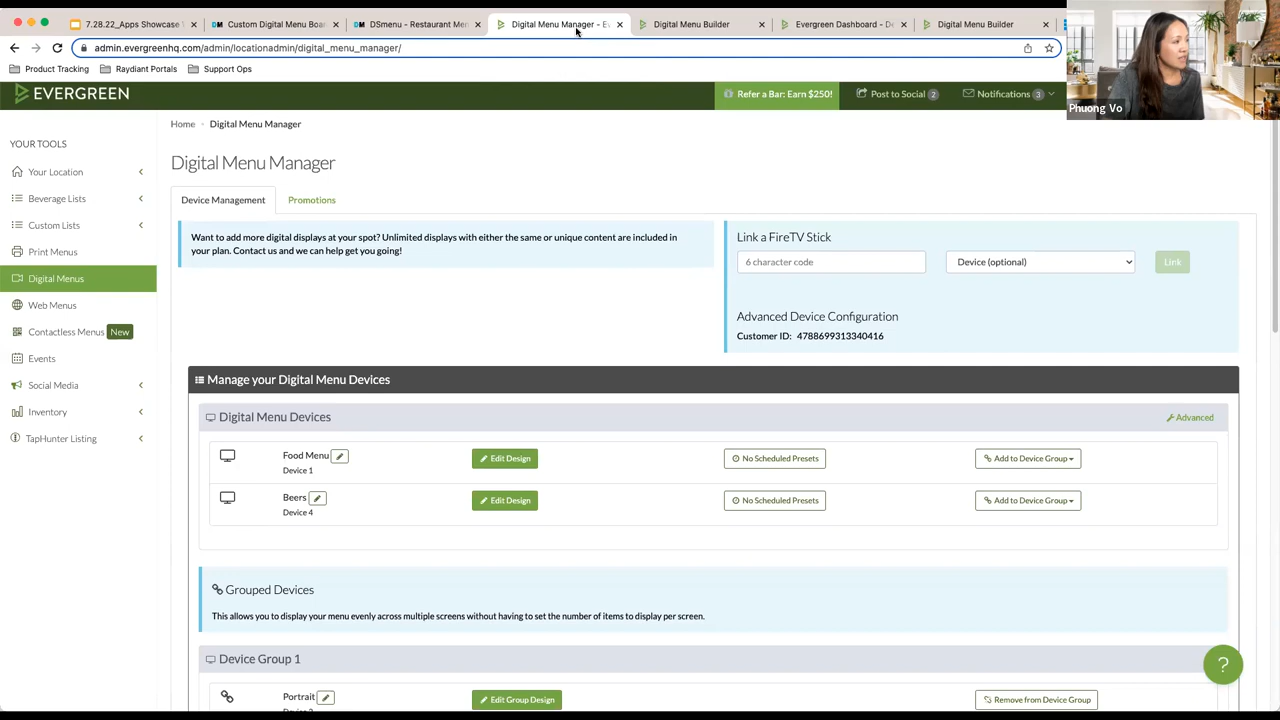 7.28.22_Apps Showcase
Custom Digital Menu Boa
DSmenu - Restaurant Me
Digital Menu Manager - Ev
Digital Menu Builder
Evergreen Dashboard - De
Digital Menu Builder
admin.evergreenhq.com/admin/locationadmin/digital_menu_manager/
Product Tracking
Raydiant Portals
Support Ops
EVERGREEN
Refer a Bar: Earn $250!
Post to Social 2
Notifications 3
Phuong Vo
Home - Digital Menu Manager
YOUR TOOLS
Your Location
Beverage Lists
Custom Lists
Print Menus
Digital Menus
Web Menus
Contactless Menus New
Events
Social Media
Inventory
TapHunter Listing
Digital Menu Manager
Device Management
Promotions
Want to add more digital displays at your spot? Unlimited displays with either the same or unique content are included in
your plan. Contact us and we can help get you going!
Link a FireTV Stick
6 character code
Device (optional)
Link
Advanced Device Configuration
Customer ID: 4788699313340416
Manage your Digital Menu Devices
Digital Menu Devices
Advanced
Food Menu
Device 1
Edit Design
No Scheduled Presets
Add to Device Group
Beers
Device 4
Edit Design
No Scheduled Presets
Add to Device Group
Grouped Devices
This allows you to display your menu evenly across multiple screens without having to set the number of items to display per screen.
Device Group 1
Portrait
Edit Group Design
Remove from Device Group
?